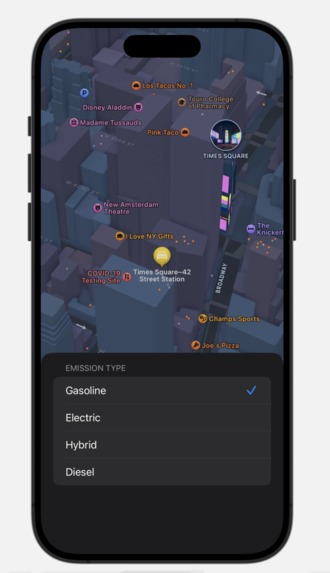 Los Tacos No. 1
Touro College
of Pharmacy
P
Disney Aladdin
Madame Tussauds
Pink Taco
TIMES SQUARE
New Amsterdam
Theatre
The
Knickerb
I Love NY Gifts
Times Square–42
Street Station
COVID-19
Testing Site
BROADWAY
Champs Sports
Joe's Pizza
EMISSION TYPE
Gasoline
Electric
Hybrid
Diesel